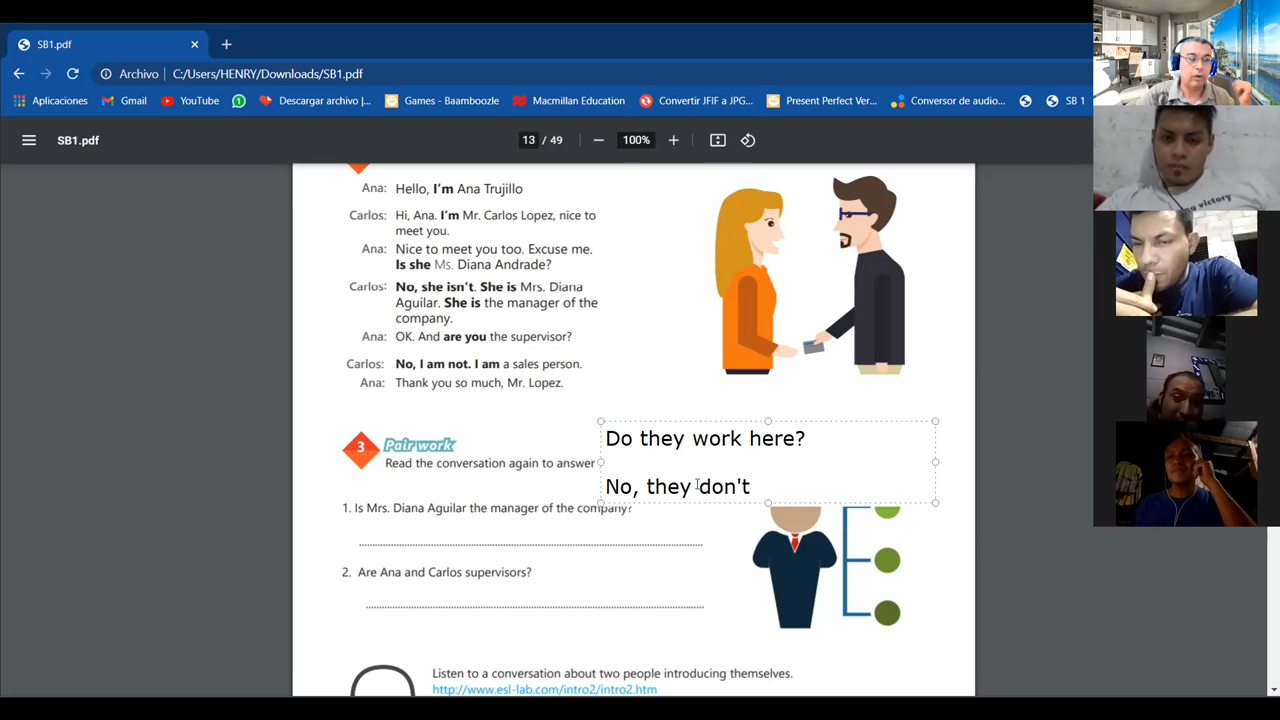 SB1.pdf
Archivo C:/Users/HENRY/Downloads/SB1.pdf
Aplicaciones Gmail YouTube Descargar archivo |... Games - Baamboozle Macmillan Education Convertir JFIF a JPG... Present Perfect Ver... Conversor de audio... SB 1
SB1.pdf 13 / 49 100%
Ana: Hello, I'm Ana Trujillo
Carlos: Hi, Ana. I'm Mr. Carlos Lopez, nice to
meet you.
Ana: Nice to meet you too. Excuse me.
Is she Ms. Diana Andrade?
Carlos: No, she isn't. She is Mrs. Diana
Aguilar. She is the manager of the
company.
Ana: OK. And are you the supervisor?
Carlos: No, I am not. I am a sales person.
Ana: Thank you so much, Mr. Lopez.
Do they work here?
3 Pair work
Read the conversation again to answer
No, they don't
1. Is Mrs. Diana Aguilar the manager of the company?
2. Are Ana and Carlos supervisors?
Listen to a conversation about two people introducing themselves.
http://www.esl-lab.com/intro2/intro2.htm